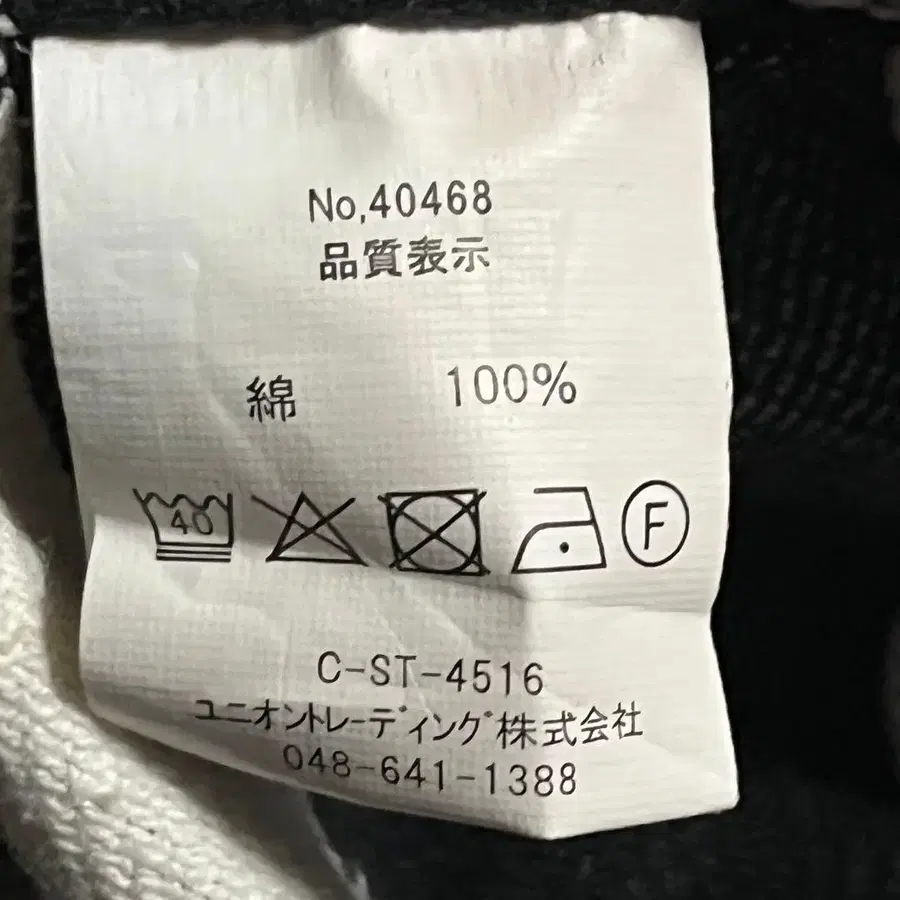 No,40468
品質表示
綿 100%
40 F
C-ST-4516
ユニオントレーディング株式会社
048-641-1388